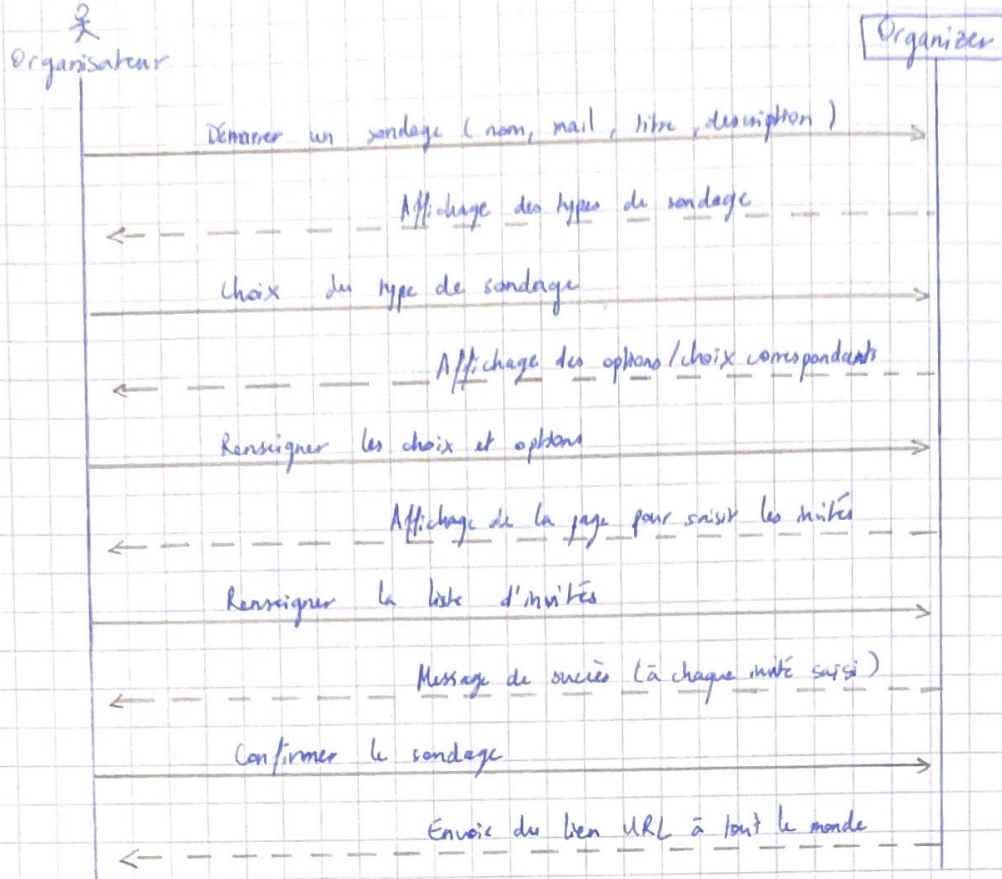 Organisateur
Organizer
Démarrer un sondage (nom, mail, titre, description)
Affichage des types de sondage
Choix du type de sondage
Affichage des options/choix correspondants
Renseigner les choix et options
Affichage de la page pour saisir les invités
Renseigner la liste d'invités
Message de succès (à chaque invité saisi)
Confirmer le sondage
Envoie du lien URL à tout le monde